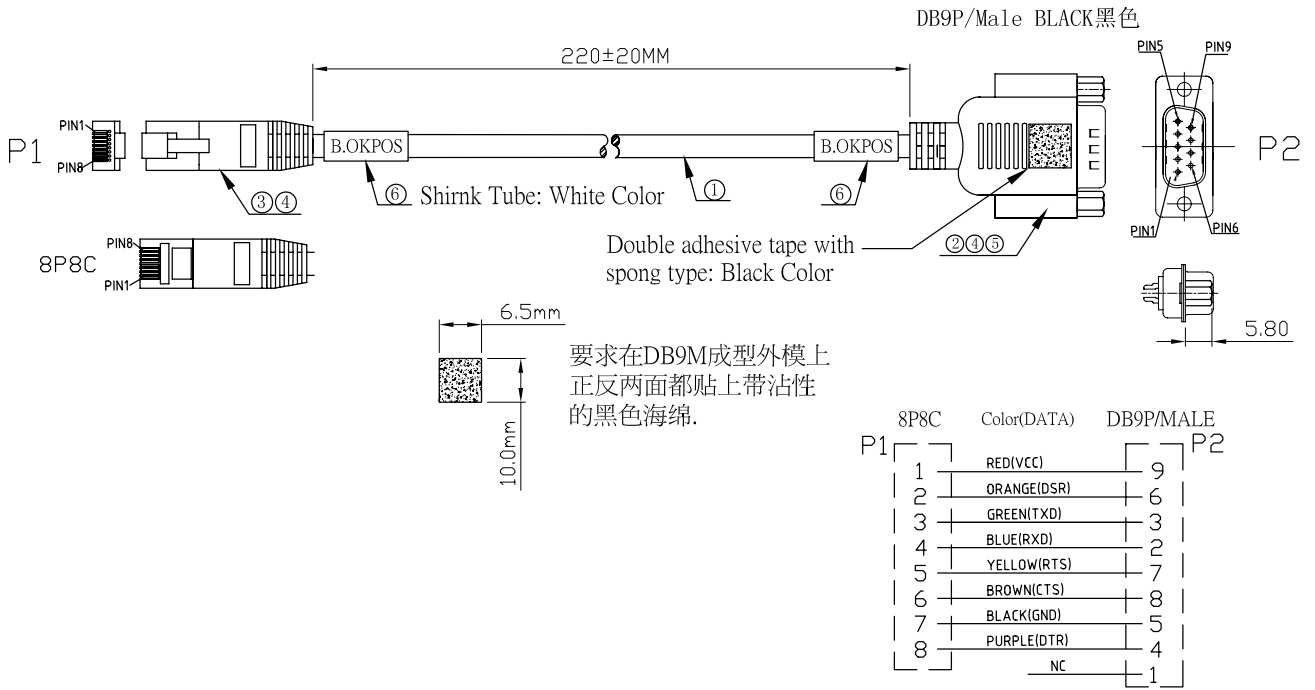 DB9P/Male BLACK黑色
220±20MM
PIN5
PIN9
P1
PIN1
PIN8
B.OKPOS
B.OKPOS
P2
⑥ Shirnk Tube: White Color
①
⑥
③④
PIN1
PIN6
8P8C
PIN8
PIN1
Double adhesive tape with
spong type: Black Color
②④⑤
5.80
6.5mm
10.0mm
要求在DB9M成型外模上
正反两面都贴上带沾性
的黑色海绵.
8P8C Color(DATA) DB9P/MALE
P1 P2
1 RED(VCC) 9
2 ORANGE(DSR) 6
3 GREEN(TXD) 3
4 BLUE(RXD) 2
5 YELLOW(RTS) 7
6 BROWN(CTS) 8
7 BLACK(GND) 5
8 PURPLE(DTR) 4
NC 1